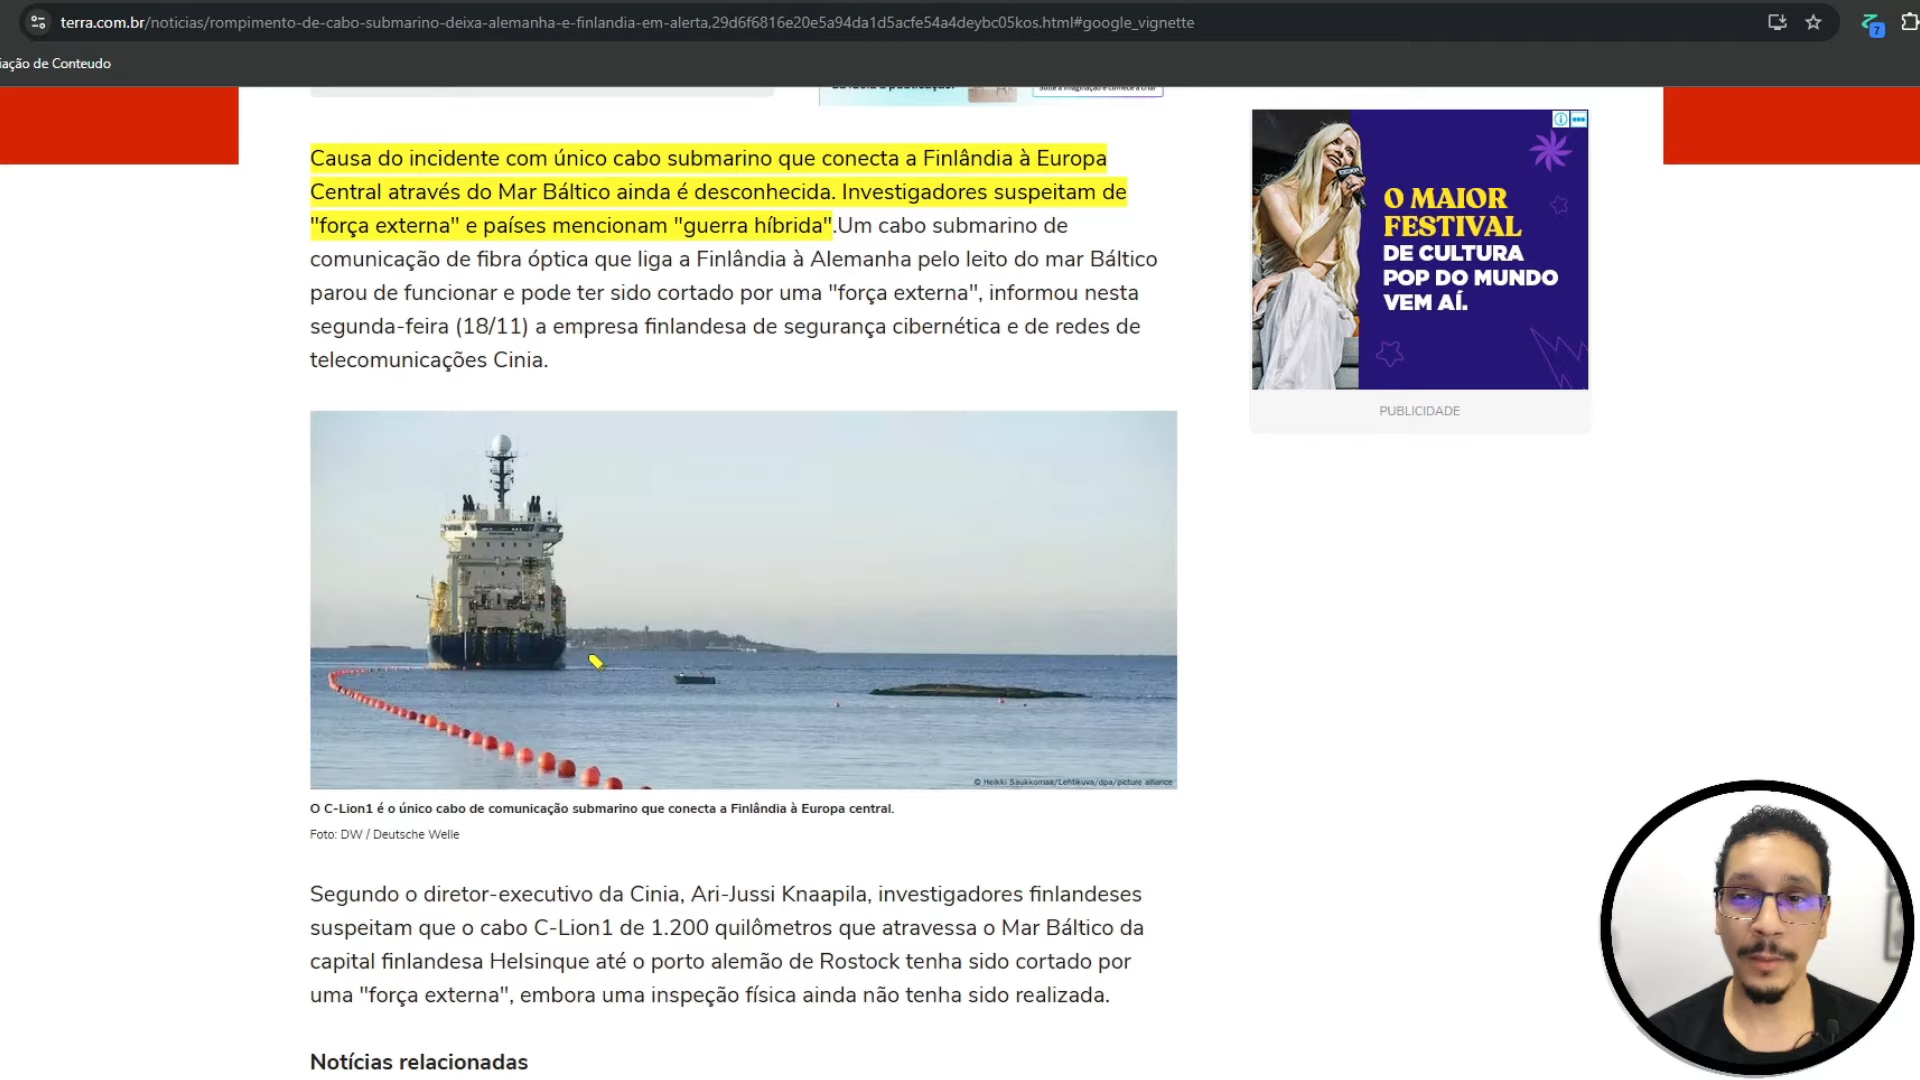 terra.com.br/noticias/rompimento-de-cabo-submarino-deixa-alemanha-e-finlandia-em-alerta,29d6f6816e20e5a94da1d5acfe54a4deybc05kos.html#google_vignette
7
iação de Conteudo
Causa do incidente com único cabo submarino que conecta a Finlândia à Europa
Central através do Mar Báltico ainda é desconhecida. Investigadores suspeitam de
"força externa" e países mencionam "guerra híbrida".Um cabo submarino de
comunicação de fibra óptica que liga a Finlândia à Alemanha pelo leito do mar Báltico
parou de funcionar e pode ter sido cortado por uma "força externa", informou nesta
segunda-feira (18/11) a empresa finlandesa de segurança cibernética e de redes de
telecomunicações Cinia.
O MAIOR
FESTIVAL
DE CULTURA
POP DO MUNDO
VEM AÍ.
PUBLICIDADE
© Heikki Saukkomaa/Lehtikuva/dpa/picture alliance
O C-Lion1 é o único cabo de comunicação submarino que conecta a Finlândia à Europa central.
Foto: DW / Deutsche Welle
Segundo o diretor-executivo da Cinia, Ari-Jussi Knaapila, investigadores finlandeses
suspeitam que o cabo C-Lion1 de 1.200 quilômetros que atravessa o Mar Báltico da
capital finlandesa Helsinque até o porto alemão de Rostock tenha sido cortado por
uma "força externa", embora uma inspeção física ainda não tenha sido realizada.
Notícias relacionadas